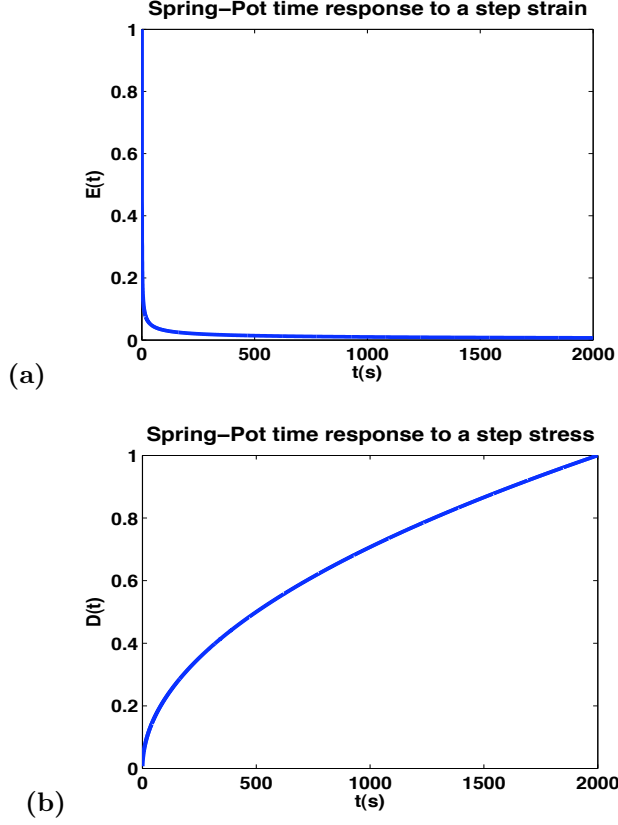 Spring–Pot time response to a step strain
1
0.8
0.6
E(t)
0.4
0.2
0
0 500 1000 1500 2000
t(s)
(a)
Spring–Pot time response to a step stress
1
0.8
0.6
D(t)
0.4
0.2
0
0 500 1000 1500 2000
t(s)
(b)